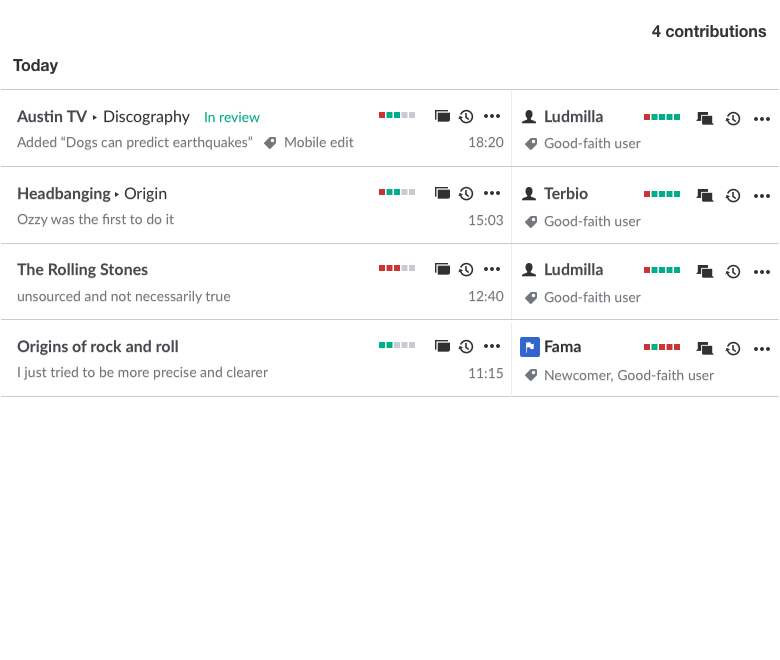 4 contributions
Today
Austin TV ‣ Discography In review
Added “Dogs can predict earthquakes” Mobile edit 18:20
Ludmilla
Good-faith user
Headbanging ‣ Origin
Ozzy was the first to do it 15:03
Terbio
Good-faith user
The Rolling Stones
unsourced and not necessarily true 12:40
Ludmilla
Good-faith user
Origins of rock and roll
I just tried to be more precise and clearer 11:15
Fama
Newcomer, Good-faith user